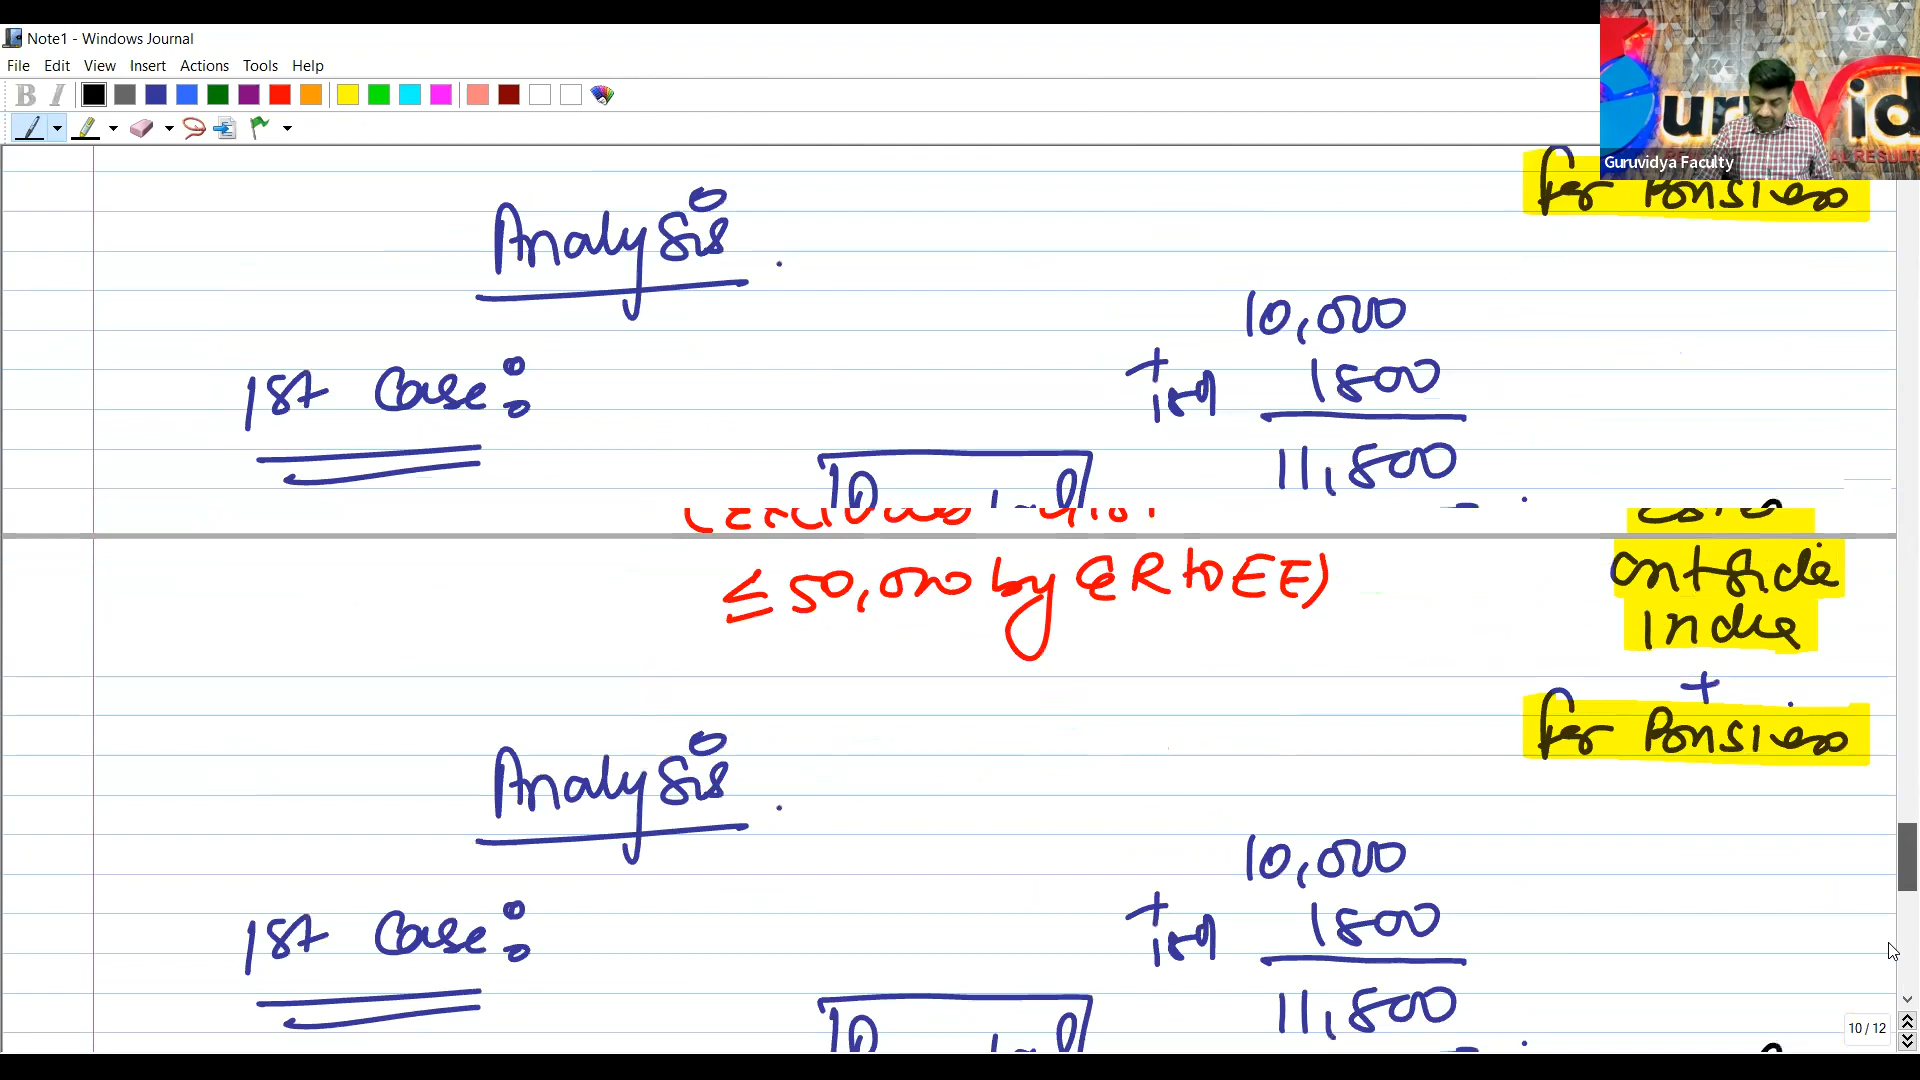 Note1 - Windows Journal
File Edit View Insert Actions Tools Help
B I
Guruvidya Faculty
for Pension
Analysis
10,000
1st Case:
+ 1800
18%
11,800
≤ 50,000 by ER to EE)
outside
India
+
for Pension
Analysis
10,000
1st Case:
+ 1800
18%
11,800
10 / 12